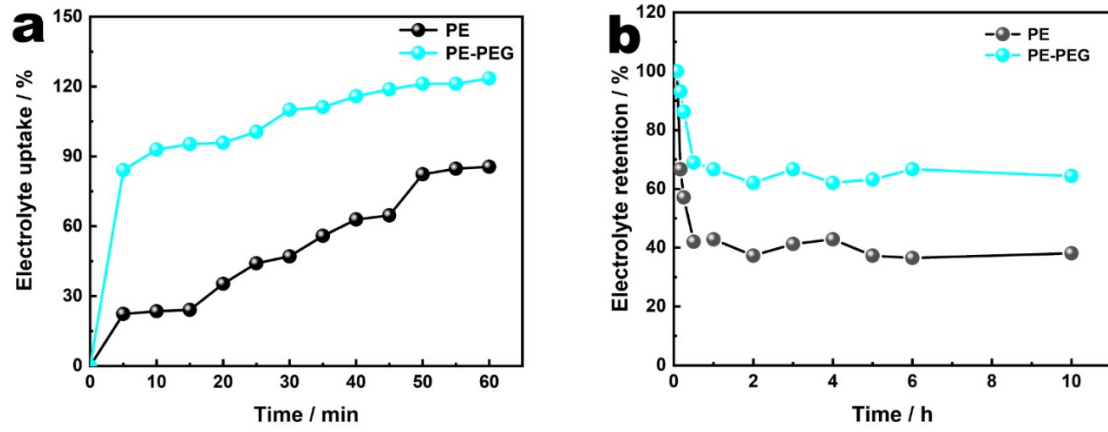 a
Electrolyte uptake / %
150
120
90
60
30
0
PE
PE-PEG
0 10 20 30 40 50 60
Time / min
b
Electrolyte retention / %
120
100
80
60
40
20
0
PE
PE-PEG
0 2 4 6 8 10
Time / h